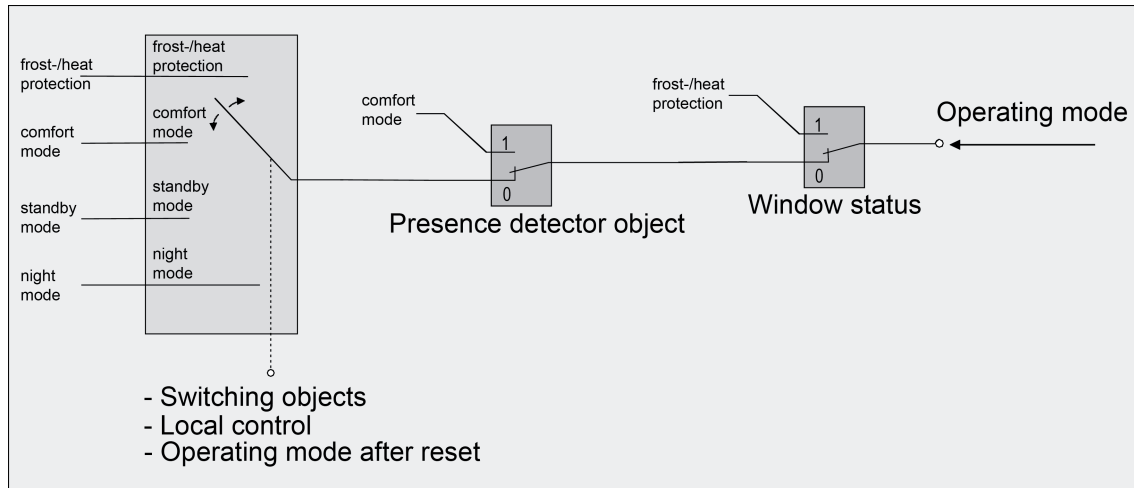 frost-/heat
protection
comfort
mode
standby
mode
night
mode
frost-/heat
protection
comfort
mode
standby
mode
night
mode
- Switching objects
- Local control
- Operating mode after reset
comfort
mode
1
0
Presence detector object
frost-/heat
protection
1
0
Window status
Operating mode